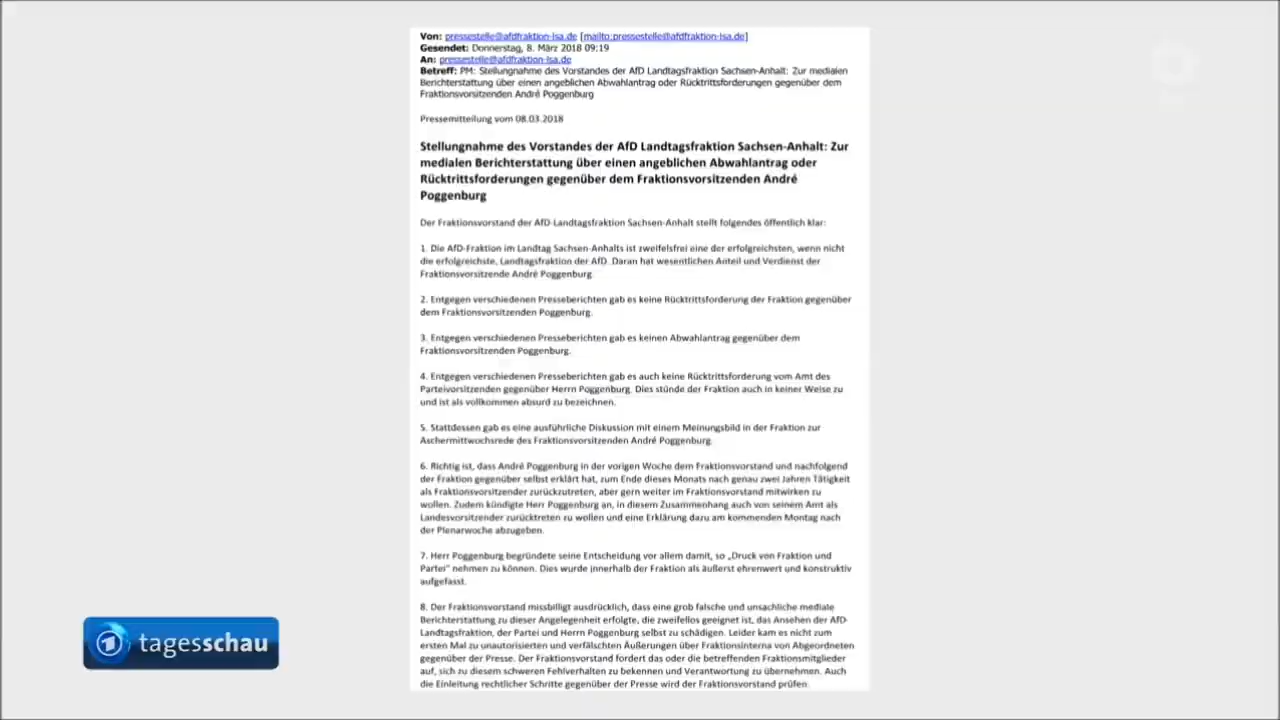 Von: pressestelle@afdfraktion-lsa.de [mailto:pressestelle@afdfraktion-lsa.de]
Gesendet: Donnerstag, 8. März 2018 09:19
An: pressestelle@afdfraktion-lsa.de
Betreff: PM: Stellungnahme des Vorstandes der AfD Landtagsfraktion Sachsen-Anhalt: Zur medialen
Berichterstattung über einen angeblichen Abwahlantrag oder Rücktrittsforderungen gegenüber dem
Fraktionsvorsitzenden André Poggenburg
Pressemitteilung vom 08.03.2018
Stellungnahme des Vorstandes der AfD Landtagsfraktion Sachsen-Anhalt: Zur
medialen Berichterstattung über einen angeblichen Abwahlantrag oder
Rücktrittsforderungen gegenüber dem Fraktionsvorsitzenden André
Poggenburg
Der Fraktionsvorstand der AfD-Landtagsfraktion Sachsen-Anhalt stellt folgendes öffentlich klar:
1. Die AfD-Fraktion im Landtag Sachsen-Anhalts ist zweifelsfrei eine der erfolgreichsten, wenn nicht
die erfolgreichste, Landtagsfraktion der AfD. Daran hat wesentlichen Anteil und Verdienst der
Fraktionsvorsitzende André Poggenburg.
2. Entgegen verschiedenen Presseberichten gab es keine Rücktrittsforderung der Fraktion gegenüber
dem Fraktionsvorsitzenden Poggenburg.
3. Entgegen verschiedenen Presseberichten gab es keinen Abwahlantrag gegenüber dem
Fraktionsvorsitzenden Poggenburg.
4. Entgegen verschiedenen Presseberichten gab es auch keine Rücktrittsforderung vom Amt des
Parteivorsitzenden gegenüber Herrn Poggenburg. Dies stünde der Fraktion auch in keiner Weise zu
und ist als vollkommen absurd zu bezeichnen.
5. Stattdessen gab es eine ausführliche Diskussion mit einem Meinungsbild in der Fraktion zur
Aschermittwochsrede des Fraktionsvorsitzenden André Poggenburg.
6. Richtig ist, dass André Poggenburg in der vorigen Woche dem Fraktionsvorstand und nachfolgend
der Fraktion gegenüber selbst erklärt hat, zum Ende dieses Monats nach genau zwei Jahren Tätigkeit
als Fraktionsvorsitzender zurückzutreten, aber gern weiter im Fraktionsvorstand mitwirken zu
wollen. Zudem kündigte Herr Poggenburg an, in diesem Zusammenhang auch von seinem Amt als
Landesvorsitzender zurücktreten zu wollen und eine Erklärung dazu am kommenden Montag nach
der Plenarwoche abzugeben.
7. Herr Poggenburg begründete seine Entscheidung vor allem damit, so „Druck von Fraktion und
Partei“ nehmen zu können. Dies wurde innerhalb der Fraktion als äußerst ehrenwert und konstruktiv
aufgefasst.
8. Der Fraktionsvorstand missbilligt ausdrücklich, dass eine grob falsche und unsachliche mediale
Berichterstattung zu dieser Angelegenheit erfolgte, die zweifellos geeignet ist, das Ansehen der AfD-
Landtagsfraktion, der Partei und Herrn Poggenburg selbst zu schädigen. Leider kam es nicht zum
ersten Mal zu unautorisierten und verfälschten Äußerungen über Fraktionsinterna von Abgeordneten
gegenüber der Presse. Der Fraktionsvorstand fordert das oder die betreffenden Fraktionsmitglieder
auf, sich zu diesem schweren Fehlverhalten zu bekennen und Verantwortung zu übernehmen. Auch
die Einleitung rechtlicher Schritte gegenüber der Presse wird der Fraktionsvorstand prüfen.
tagesschau